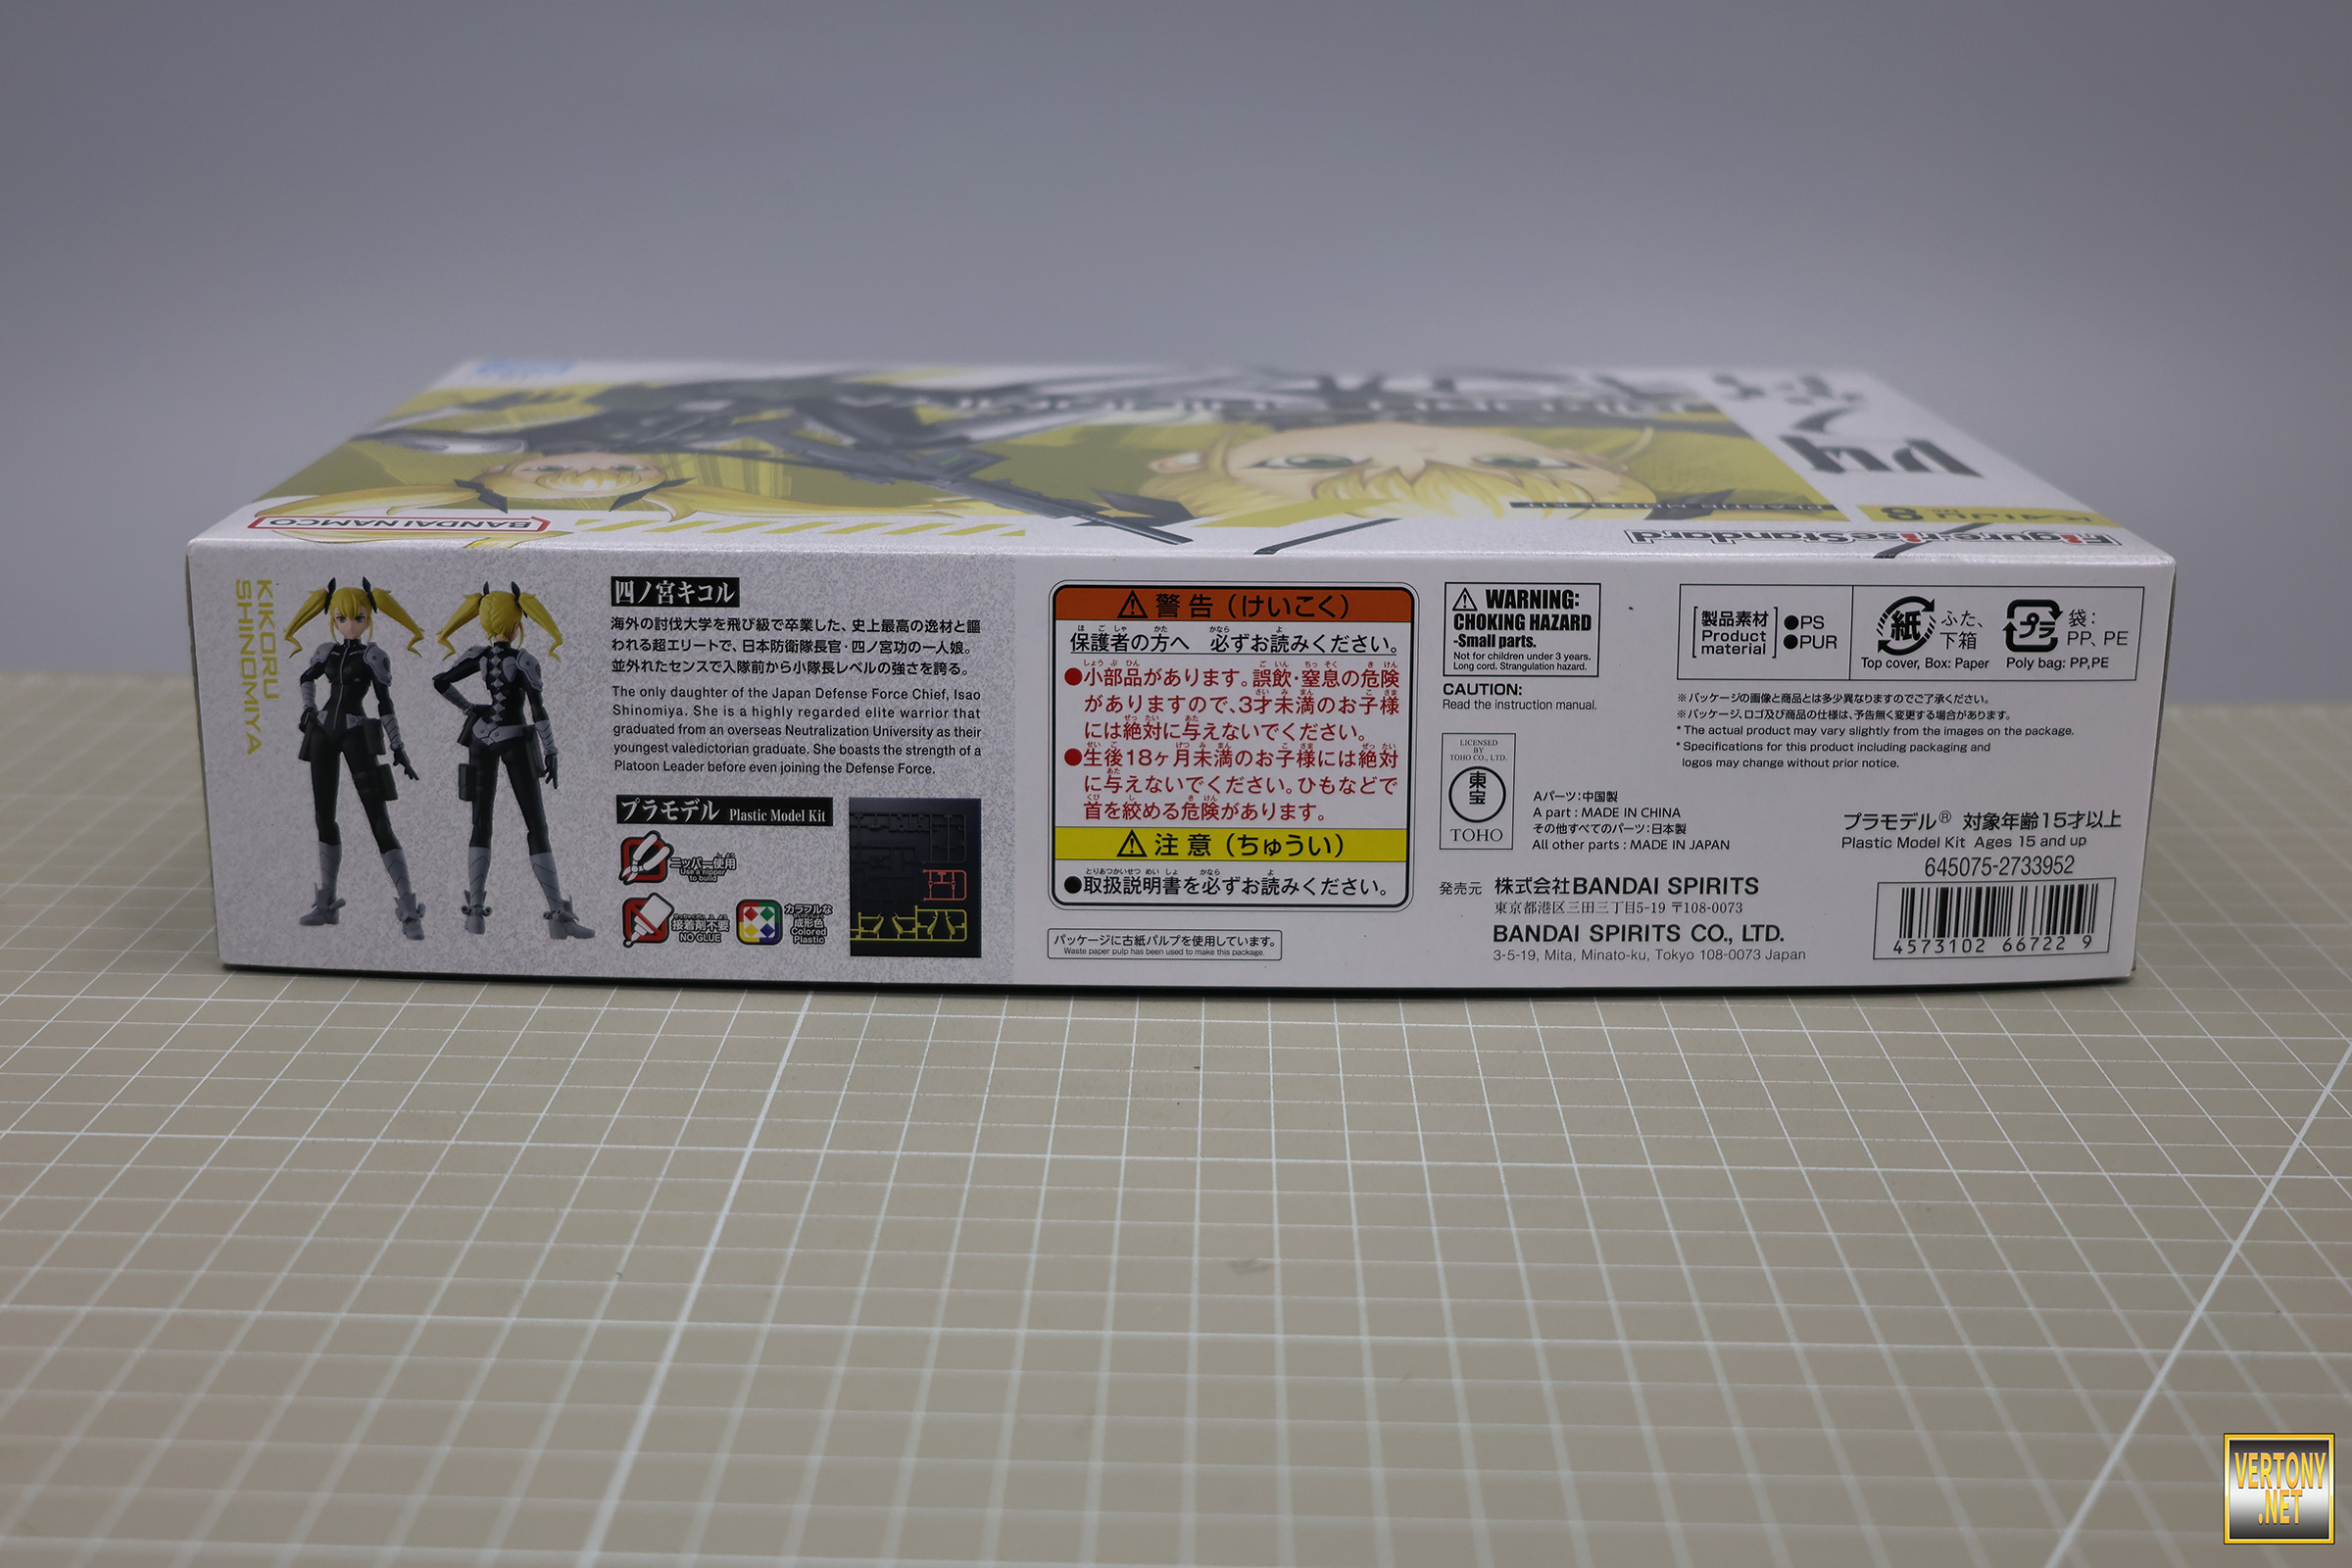 BANDAI NAMCO
PLASTIC MODEL KIT
KAIJU No. 8
Figure-riseStandard
KIKORU
SHINOMIYA
四ノ宮キコル
海外の討伐大学を飛び級で卒業した、史上最高の逸材と謳
われる超エリートで、日本防衛隊長官・四ノ宮功の一人娘。
並外れたセンスで入隊前から小隊長レベルの強さを誇る。
The only daughter of the Japan Defense Force Chief, Isao
Shinomiya. She is a highly regarded elite warrior that
graduated from an overseas Neutralization University as their
youngest valedictorian graduate. She boasts the strength of a
Platoon Leader before even joining the Defense Force.
プラモデル Plastic Model Kit
ニッパー使用
Use a nipper
to build
接着剤不要
NO GLUE
カラフルな
成形色
Colored
Plastic
警告（けいこく）
保護者の方へ 必ずお読みください。
●小部品があります。誤飲・窒息の危険
がありますので、3才未満のお子様
には絶対に与えないでください。
●生後18ヶ月未満のお子様には絶対
に与えないでください。ひもなどで
首を絞める危険があります。
注意（ちゅうい）
●取扱説明書を必ずお読みください。
パッケージに古紙パルプを使用しています。
Waste paper pulp has been used to make this package.
WARNING:
CHOKING HAZARD
-Small parts.
Not for children under 3 years.
Long cord. Strangulation hazard.
CAUTION:
Read the instruction manual.
LICENSED
BY
TOHO CO., LTD.
東宝
TOHO
Aパーツ：中国製
A part : MADE IN CHINA
その他すべてのパーツ：日本製
All other parts : MADE IN JAPAN
発売元 株式会社BANDAI SPIRITS
東京都港区三田三丁目5-19 〒108-0073
BANDAI SPIRITS CO., LTD.
3-5-19, Mita, Minato-ku, Tokyo 108-0073 Japan
製品素材
Product
material
●PS
●PUR
紙 ふた、
下箱
Top cover, Box: Paper
プラ 袋：
PP、PE
Poly bag: PP,PE
※パッケージの画像と商品とは多少異なりますのでご了承ください。
※パッケージ、ロゴ及び商品の仕様は、予告無く変更する場合があります。
*The actual product may vary slightly from the images on the package.
*Specifications for this product including packaging and
logos may change without prior notice.
プラモデル® 対象年齢15才以上
Plastic Model Kit Ages 15 and up
645075-2733952
4573102 66722 9
VERTONY
.NET